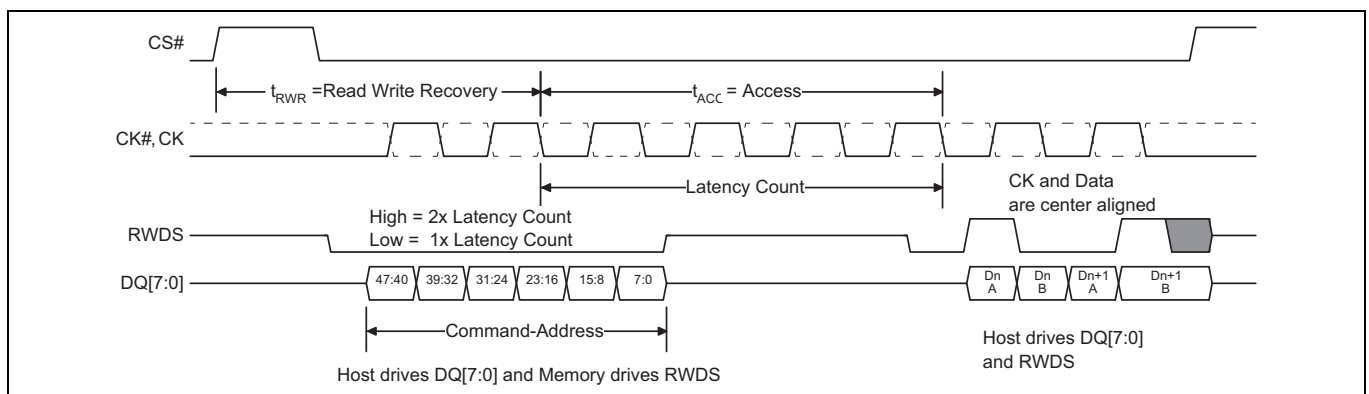 CS#
tRWR =Read Write Recovery
tACC = Access
CK#, CK
Latency Count
CK and Data
are center aligned
High = 2x Latency Count
Low = 1x Latency Count
RWDS
DQ[7:0]
47:40 39:32 31:24 23:16 15:8 7:0
Dn
A
Dn
B
Dn+1
A
Dn+1
B
Command-Address
Host drives DQ[7:0]
and RWDS
Host drives DQ[7:0] and Memory drives RWDS